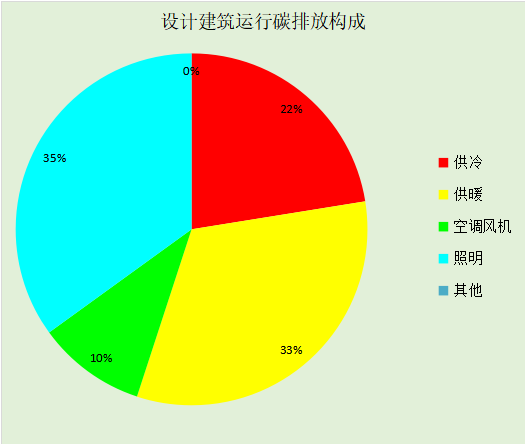 设计建筑运行碳排放构成
0%
22%
35%
33%
10%
供冷
供暖
空调风机
照明
其他